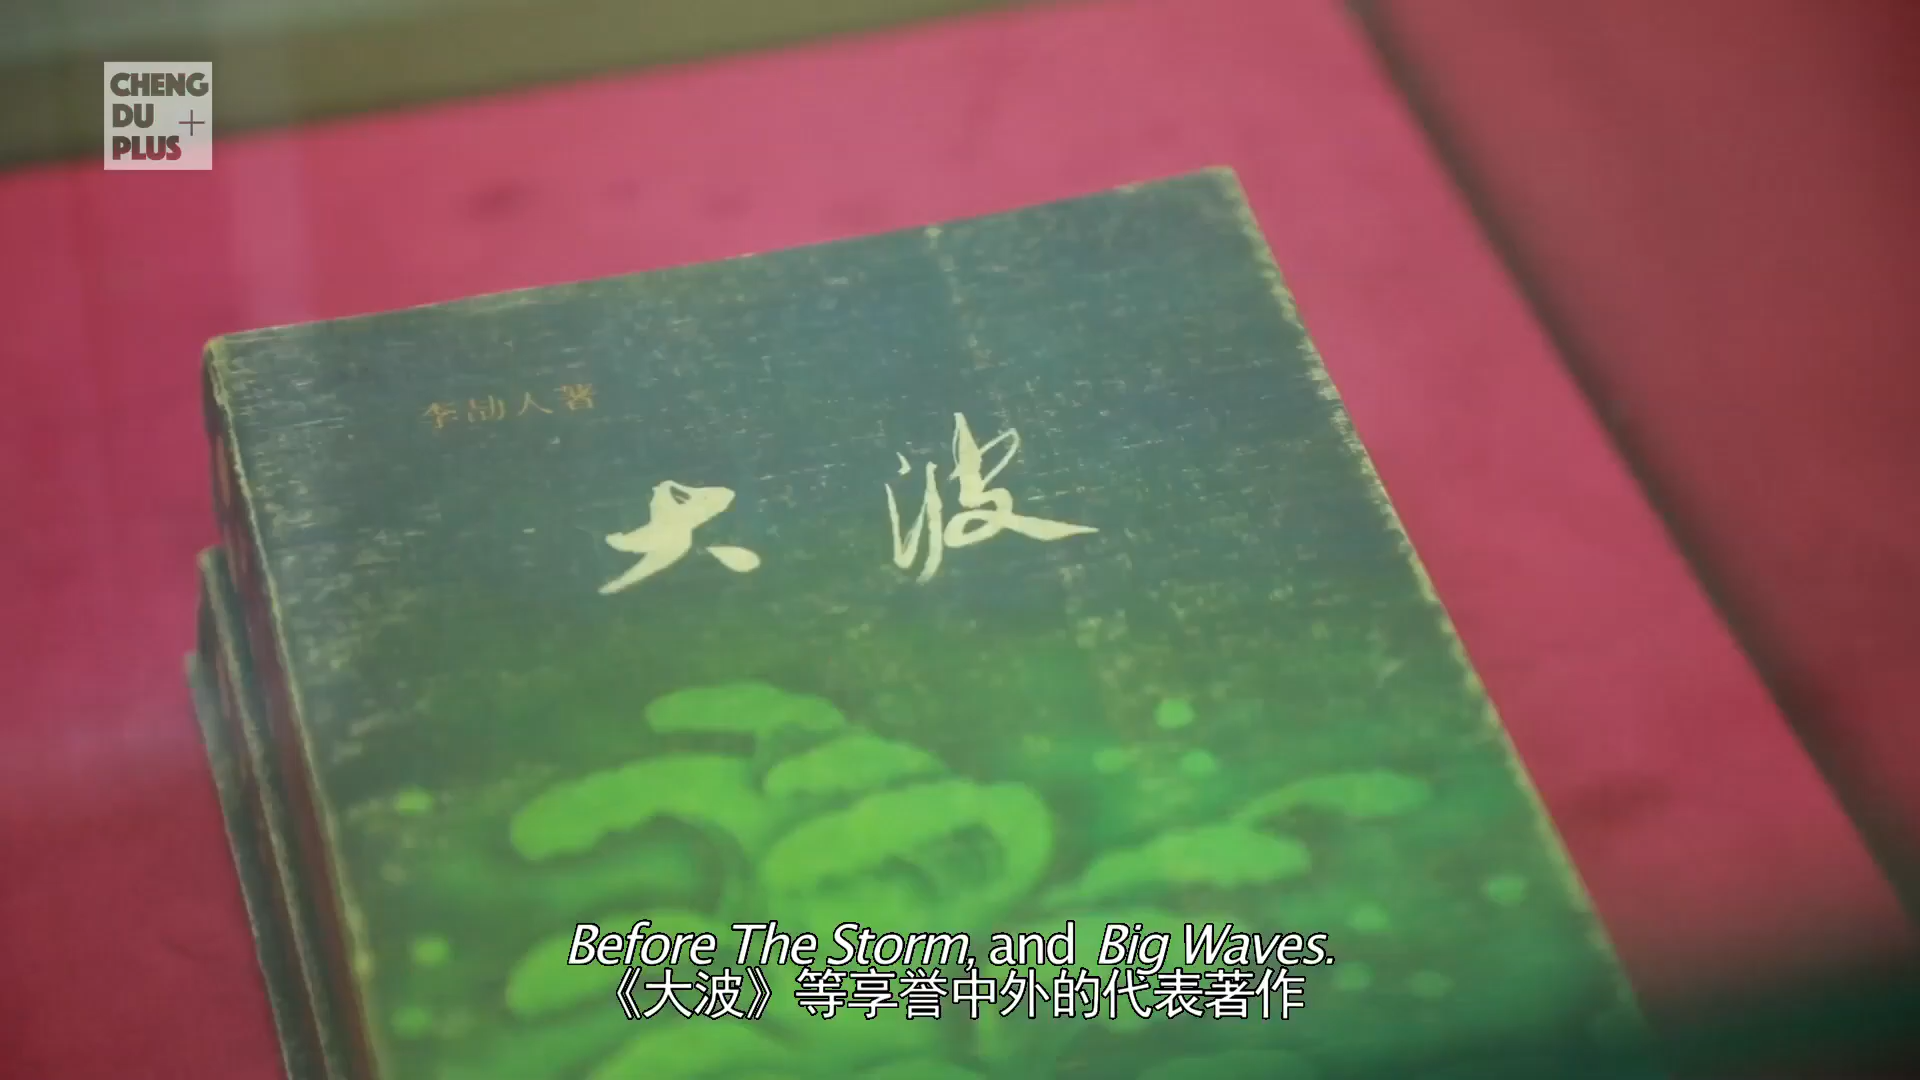 CHENG
DU
PLUS+
李劼人著
大波
Before The Storm, and Big Waves.
《大波》等享誉中外的代表著作